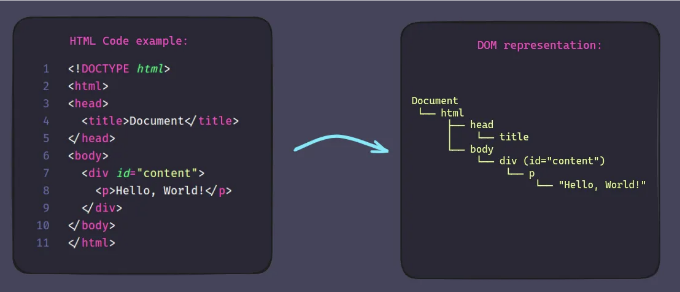 HTML Code example:
1 <!DOCTYPE html>
2 <html>
3 <head>
4   <title>Document</title>
5 </head>
6 <body>
7   <div id="content">
8     <p>Hello, World!</p>
9   </div>
10 </body>
11 </html>
DOM representation:
Document
└── html
    ├── head
    │   └── title
    └── body
        └── div (id="content")
            └── p
                └── "Hello, World!"